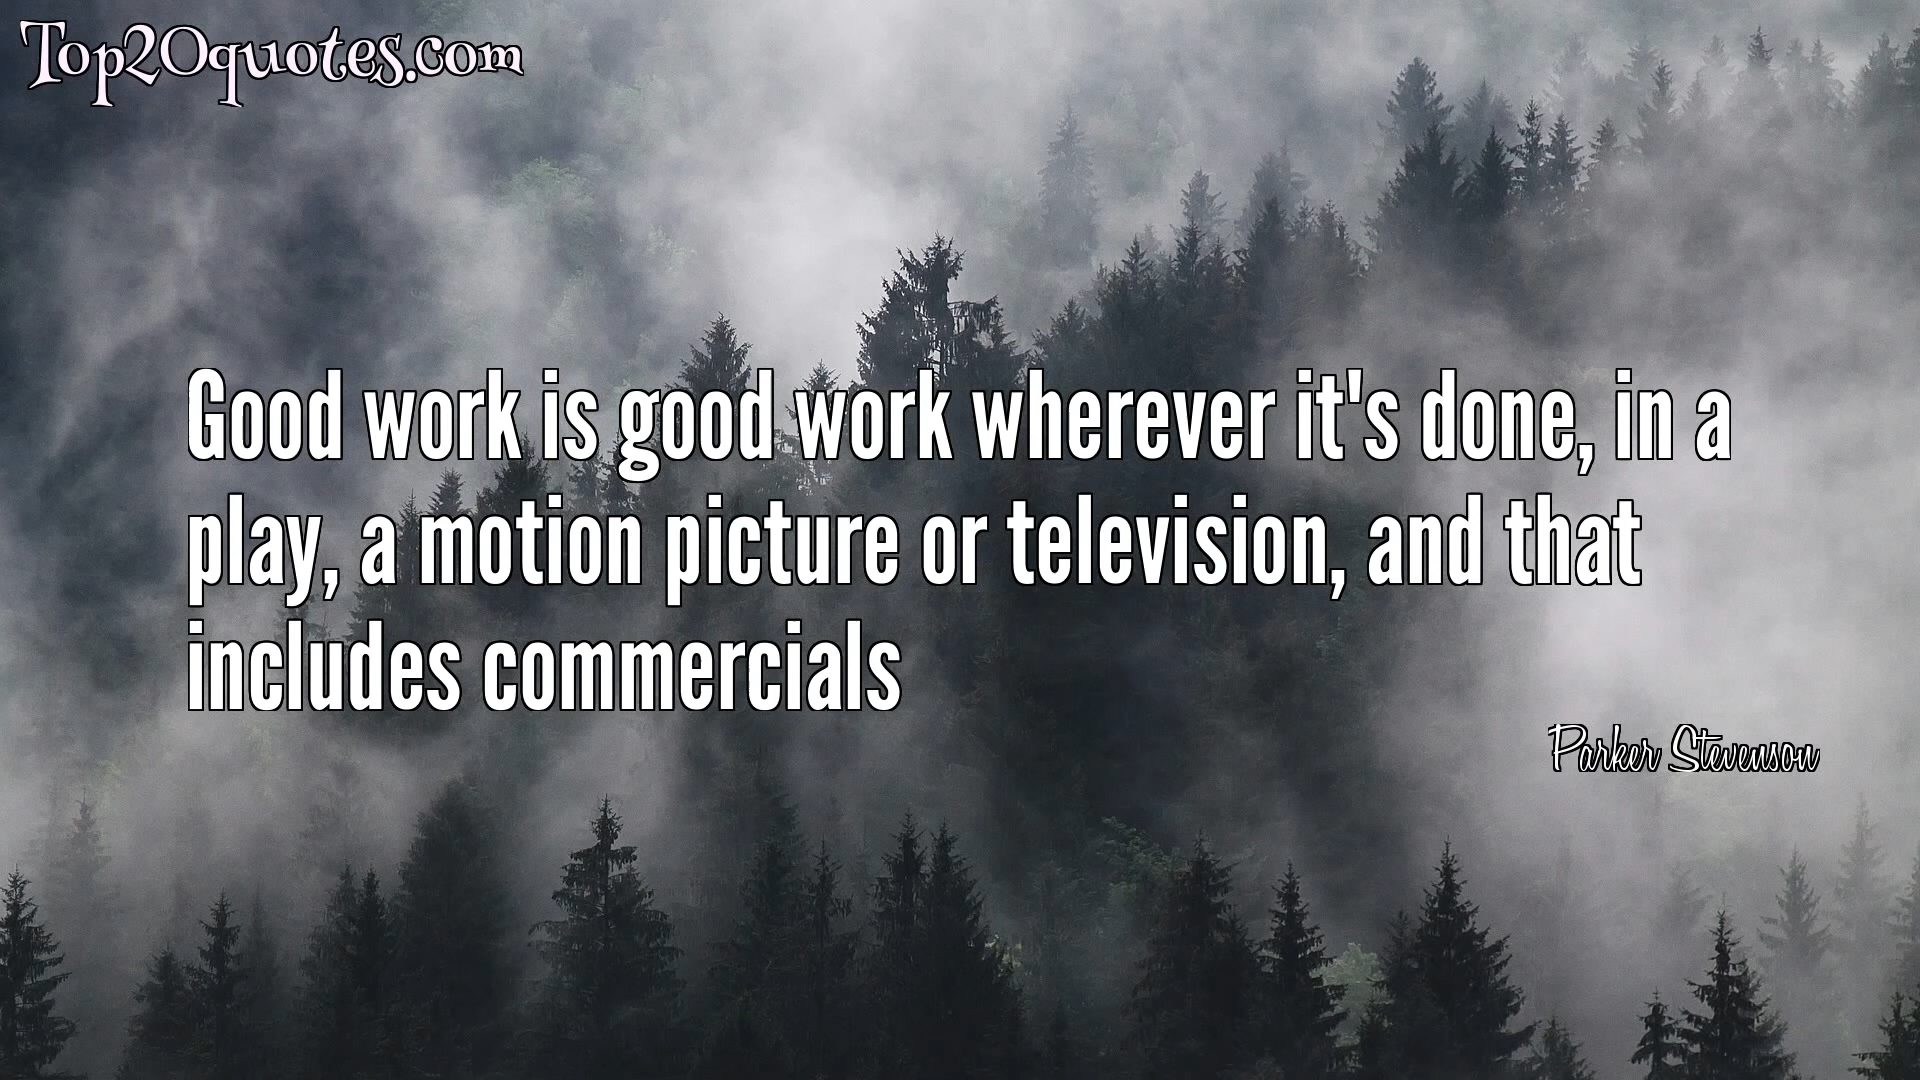 Top20quotes.com
Good work is good work wherever it's done, in a
play, a motion picture or television, and that
includes commercials
Parker Stevenson